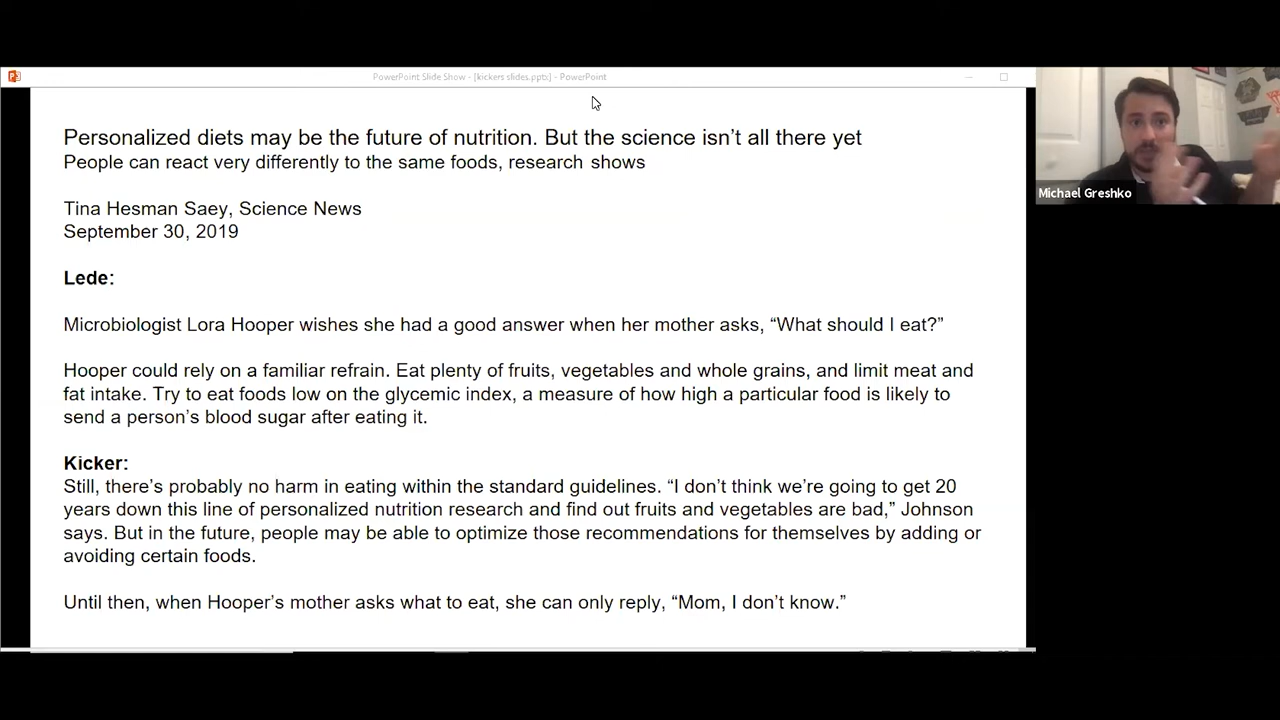 PowerPoint Slide Show - [kickers slides.pptx] - PowerPoint
Personalized diets may be the future of nutrition. But the science isn’t all there yet
People can react very differently to the same foods, research shows
Tina Hesman Saey, Science News
September 30, 2019
Lede:
Microbiologist Lora Hooper wishes she had a good answer when her mother asks, “What should I eat?”
Hooper could rely on a familiar refrain. Eat plenty of fruits, vegetables and whole grains, and limit meat and
fat intake. Try to eat foods low on the glycemic index, a measure of how high a particular food is likely to
send a person’s blood sugar after eating it.
Kicker:
Still, there’s probably no harm in eating within the standard guidelines. “I don’t think we’re going to get 20
years down this line of personalized nutrition research and find out fruits and vegetables are bad,” Johnson
says. But in the future, people may be able to optimize those recommendations for themselves by adding or
avoiding certain foods.
Until then, when Hooper’s mother asks what to eat, she can only reply, “Mom, I don’t know.”
Michael Greshko